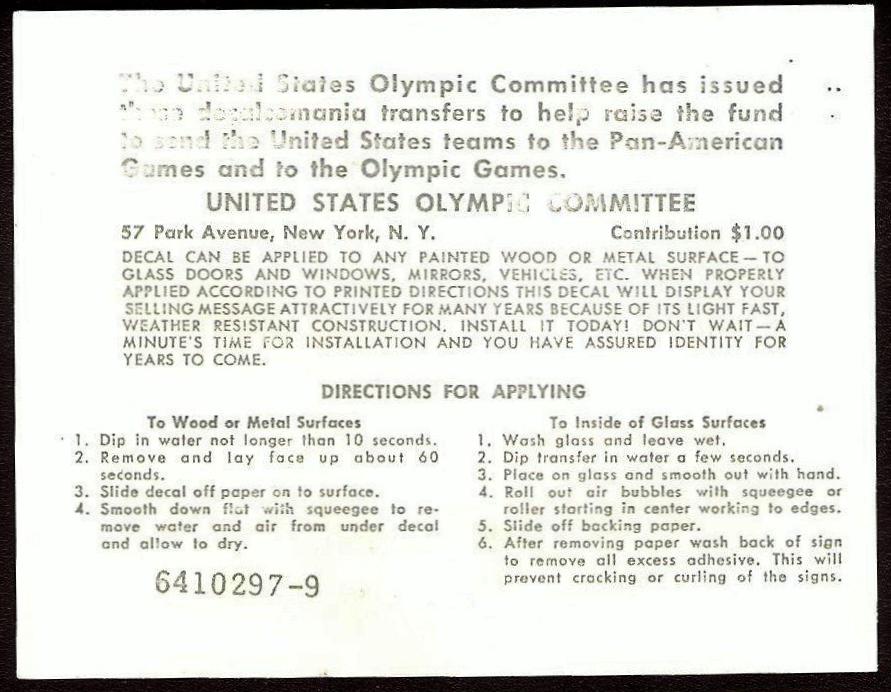 The United States Olympic Committee has issued
these decalcomania transfers to help raise the fund
to send the United States teams to the Pan-American
Games and to the Olympic Games.
UNITED STATES OLYMPIC COMMITTEE
57 Park Avenue, New York, N. Y. Contribution $1.00
DECAL CAN BE APPLIED TO ANY PAINTED WOOD OR METAL SURFACE — TO
GLASS DOORS AND WINDOWS, MIRRORS, VEHICLES, ETC. WHEN PROPERLY
APPLIED ACCORDING TO PRINTED DIRECTIONS THIS DECAL WILL DISPLAY YOUR
SELLING MESSAGE ATTRACTIVELY FOR MANY YEARS BECAUSE OF ITS LIGHT FAST,
WEATHER RESISTANT CONSTRUCTION. INSTALL IT TODAY! DON'T WAIT — A
MINUTE'S TIME FOR INSTALLATION AND YOU HAVE ASSURED IDENTITY FOR
YEARS TO COME.
DIRECTIONS FOR APPLYING
To Wood or Metal Surfaces
1. Dip in water not longer than 10 seconds.
2. Remove and lay face up about 60
seconds.
3. Slide decal off paper on to surface.
4. Smooth down flat with squeegee to re-
move water and air from under decal
and allow to dry.
6410297-9
To Inside of Glass Surfaces
1. Wash glass and leave wet.
2. Dip transfer in water a few seconds.
3. Place on glass and smooth out with hand.
4. Roll out air bubbles with squeegee or
roller starting in center working to edges.
5. Slide off backing paper.
6. After removing paper wash back of sign
to remove all excess adhesive. This will
prevent cracking or curling of the signs.